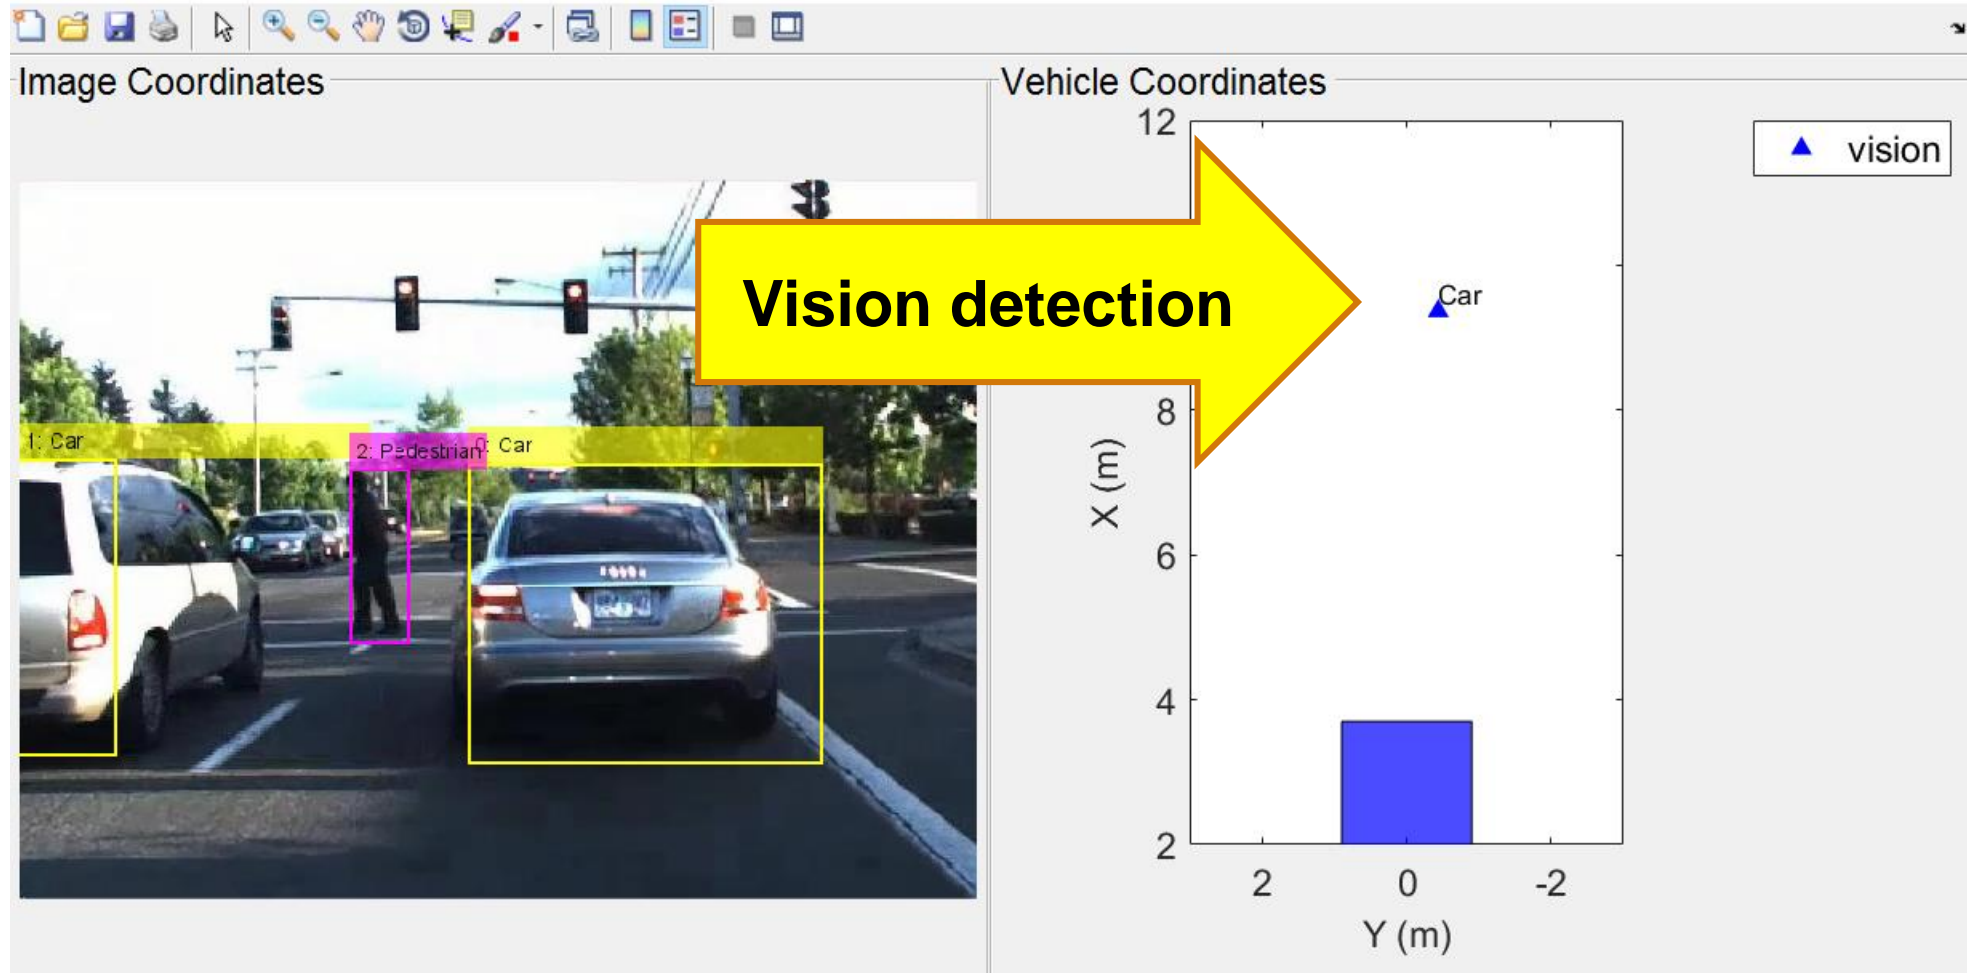 Image Coordinates
Vehicle Coordinates
12
vision
Vision detection
Car
8
1: Car
2: Pedestrian
0: Car
X (m)
6
4
2
2 0 -2
Y (m)